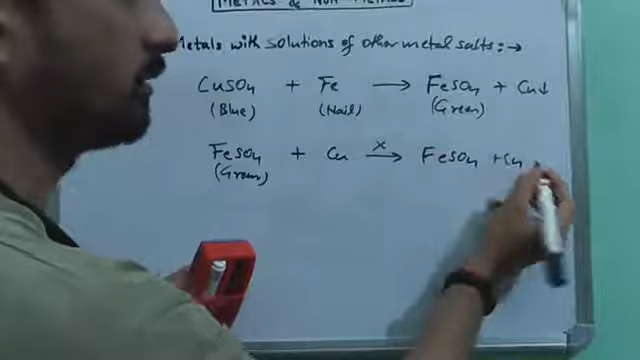 METALS & NON-METALS
Metals with solutions of other metal salts :→
CuSO4 + Fe → FeSO4 + Cu↓
(Blue) (Nail) (Green)
FeSO4 + Cu x→ FeSO4 + Cu
(Green)